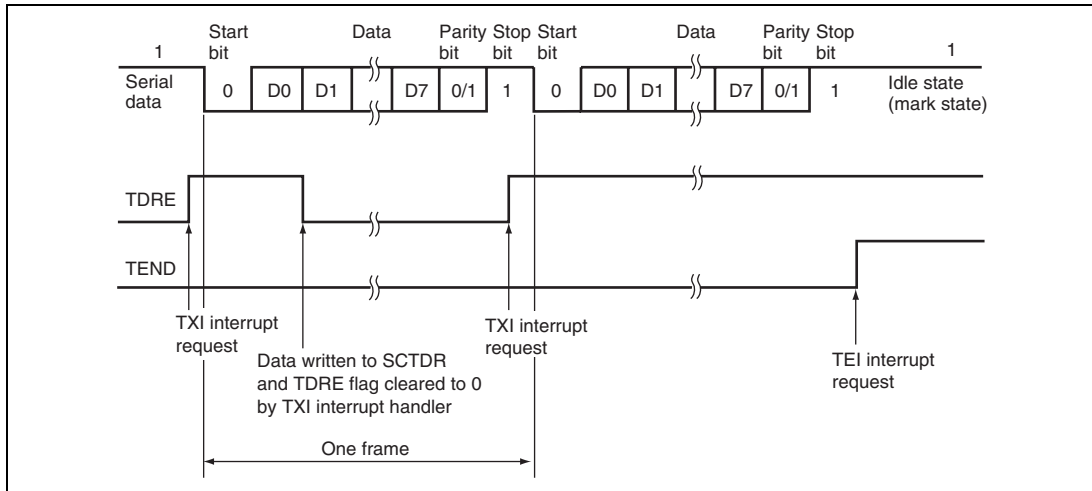 Start bit Data Parity bit Stop bit Start bit Data Parity bit Stop bit
1 1
Serial data 0 D0 D1 D7 0/1 1 0 D0 D1 D7 0/1 1 Idle state (mark state)
TDRE
TEND
TXI interrupt request
Data written to SCTDR
and TDRE flag cleared to 0
by TXI interrupt handler
TXI interrupt request
TEI interrupt request
One frame